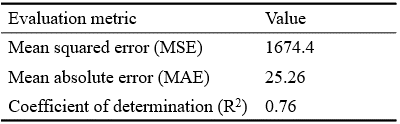 Evaluation metric Value
Mean squared error (MSE) 1674.4
Mean absolute error (MAE) 25.26
Coefficient of determination (R²) 0.76